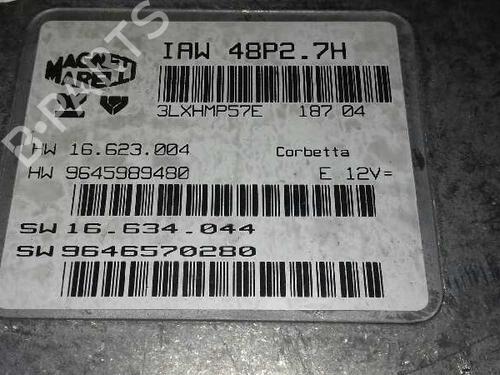 MAGNETI
MARELLI
IAW 48P2.7H
3LXHMP57E 187 04
HW 16.623.004 Corbetta
HW 9645989480 E 12V=
SW 16.634.044
SW 9646570280
B-PARTS